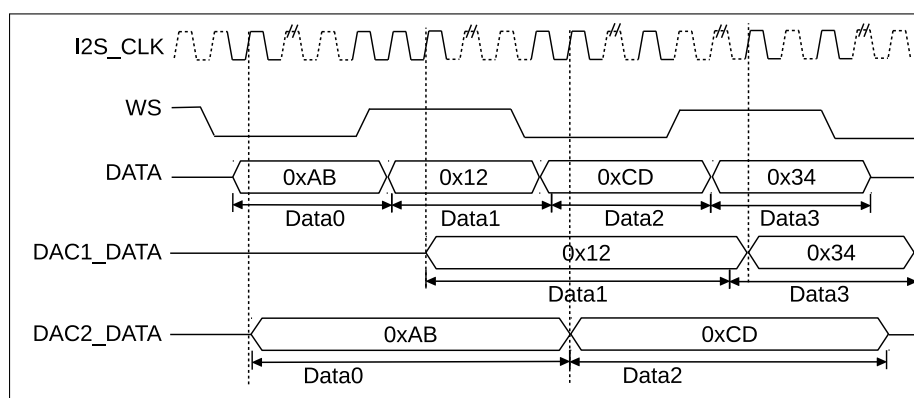 I2S_CLK
WS
DATA 0xAB 0x12 0xCD 0x34
Data0 Data1 Data2 Data3
DAC1_DATA 0x12 0x34
Data1 Data3
DAC2_DATA 0xAB 0xCD
Data0 Data2